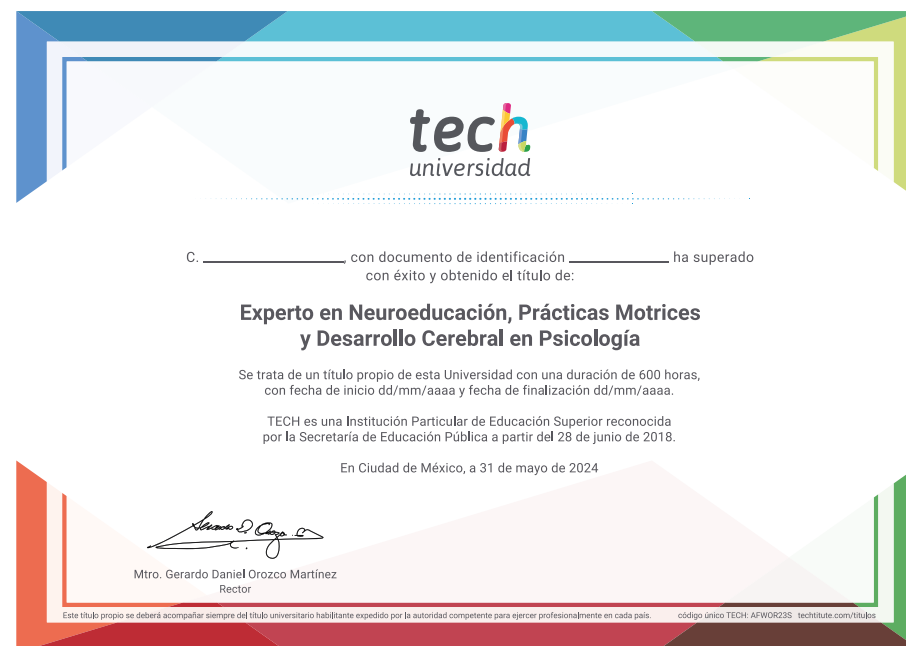 tech
universidad
C. ____________, con documento de identificación ____________ ha superado
con éxito y obtenido el título de:
Experto en Neuroeducación, Prácticas Motrices
y Desarrollo Cerebral en Psicología
Se trata de un título propio de esta Universidad con una duración de 600 horas,
con fecha de inicio dd/mm/aaaa y fecha de finalización dd/mm/aaaa.
TECH es una Institución Particular de Educación Superior reconocida
por la Secretaría de Educación Pública a partir del 28 de junio de 2018.
En Ciudad de México, a 31 de mayo de 2024
Mtro. Gerardo Daniel Orozco Martínez
Rector
Este título propio se deberá acompañar siempre del título universitario habilitante expedido por la autoridad competente para ejercer profesionalmente en cada país. código único TECH: AFWOR23S techtitute.com/titulos